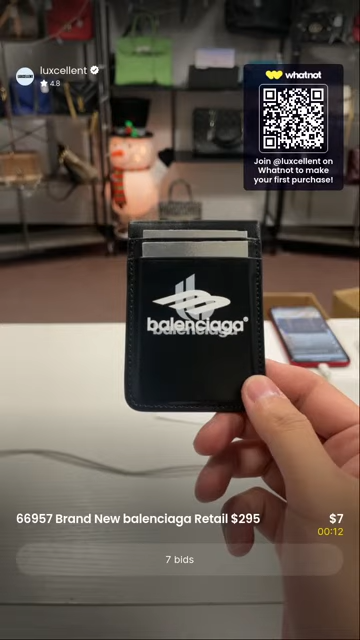 luxcellent
4.8
whatnot
Join @luxcellent on
Whatnot to make
your first purchase!
balenciaga®
balenciaga
66957 Brand New balenciaga Retail $295
$7
00:12
7 bids